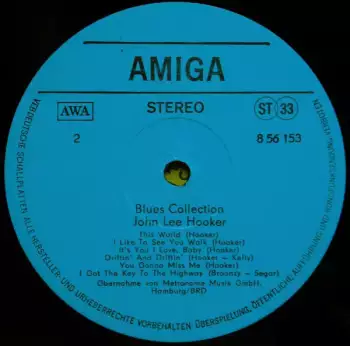 AMIGA
AWA
STEREO
ST 33
2
8 56 153
Blues Collection
John Lee Hooker
This World (Hooker)
I Like To See You Walk (Hooker)
It's You I Love, Baby (Hooker)
Driftin' And Driftin' (Hooker - Kelly)
You Gonna Miss Me (Hooker)
I Got The Key To The Highway (Broonzy - Segar)
Übernahme von Metronome Musik GmbH,
Hamburg/BRD
VEB DEUTSCHE SCHALLPLATTEN ALLE HERSTELLER- UND URHEBERRECHTE VORBEHALTEN ÜBERSPIELUNG, ÖFFENTLICHE AUFFÜHRUNG UND